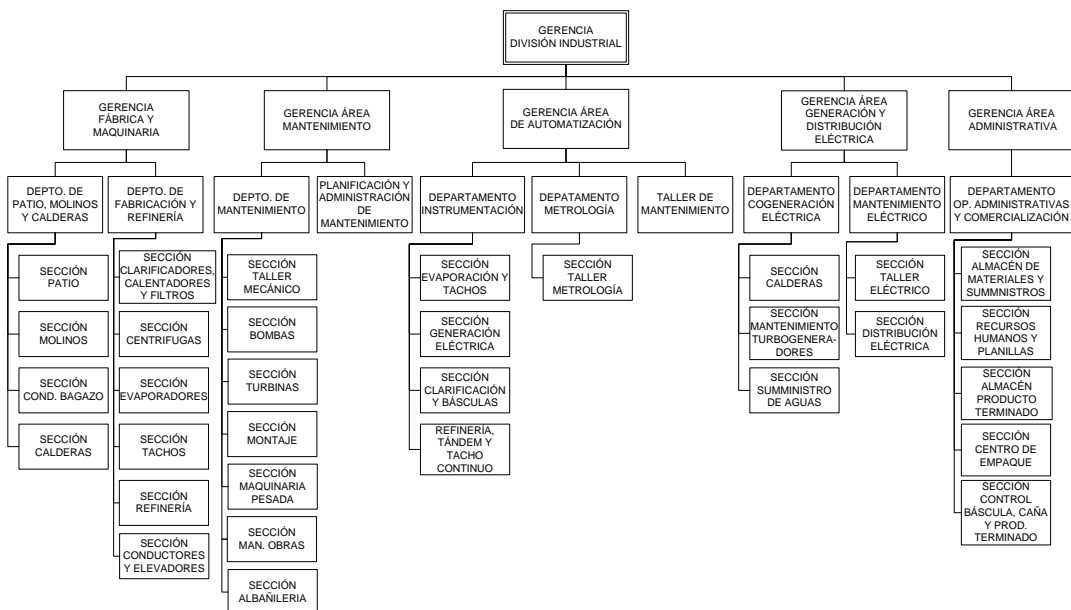 GERENCIA
DIVISIÓN INDUSTRIAL
GERENCIA
FÁBRICA Y
MAQUINARIA
GERENCIA ÁREA
MANTENIMIENTO
GERENCIA ÁREA
DE AUTOMATIZACIÓN
GERENCIA ÁREA
GENERACIÓN Y
DISTRIBUCIÓN
ELÉCTRICA
GERENCIA ÁREA
ADMINISTRATIVA
DEPTO. DE
PATIO, MOLINOS
Y CALDERAS
DEPTO. DE
FABRICACIÓN Y
REFINERÍA
DEPTO. DE
MANTENIMIENTO
PLANIFICACIÓN Y
ADMINISTRACIÓN
DE
MANTENIMIENTO
DEPARTAMENTO
INSTRUMENTACIÓN
DEPATAMENTO
METROLOGÍA
TALLER DE
MANTENIMIENTO
DEPARTAMENTO
COGENERACIÓN
ELÉCTRICA
DEPARTAMENTO
MANTENIMIENTO
ELÉCTRICO
DEPARTAMENTO
OP. ADMINISTRATIVAS
Y COMERCIALIZACIÓN
SECCIÓN
PATIO
SECCIÓN
MOLINOS
SECCIÓN
COND. BAGAZO
SECCIÓN
CALDERAS
SECCIÓN
CLARIFICADORES,
CALENTADORES
Y FILTROS
SECCIÓN
CENTRIFUGAS
SECCIÓN
EVAPORADORES
SECCIÓN
TACHOS
SECCIÓN
REFINERÍA
SECCIÓN
CONDUCTORES
Y ELEVADORES
SECCIÓN
TALLER
MECÁNICO
SECCIÓN
BOMBAS
SECCIÓN
TURBINAS
SECCIÓN
MONTAJE
SECCIÓN
MAQUINARIA
PESADA
SECCIÓN
MAN. OBRAS
SECCIÓN
ALBAÑILERIA
SECCIÓN
EVAPORACIÓN Y
TACHOS
SECCIÓN
GENERACIÓN
ELÉCTRICA
SECCIÓN
CLARIFICACIÓN
Y BÁSCULAS
REFINERÍA,
TÁNDEM Y
TACHO
CONTINUO
SECCIÓN
TALLER
METROLOGÍA
SECCIÓN
CALDERAS
SECCIÓN
MANTENIMIENTO
TURBOGENERA-
DORES
SECCIÓN
SUMMINISTRO
DE AGUAS
SECCIÓN
TALLER
ELÉCTRICO
SECCIÓN
DISTRIBUCIÓN
ELÉCTRICA
SECCIÓN
ALMACÉN DE
MATERIALES Y
SUMMNISTROS
SECCIÓN
RECURSOS
HUMANOS Y
PLANILLAS
SECCIÓN
ALMACÉN
PRODUCTO
TERMINADO
SECCIÓN
CENTRO DE
EMPAQUE
SECCIÓN
CONTROL
BÁSCULA, CAÑA
Y PROD.
TERMINADO